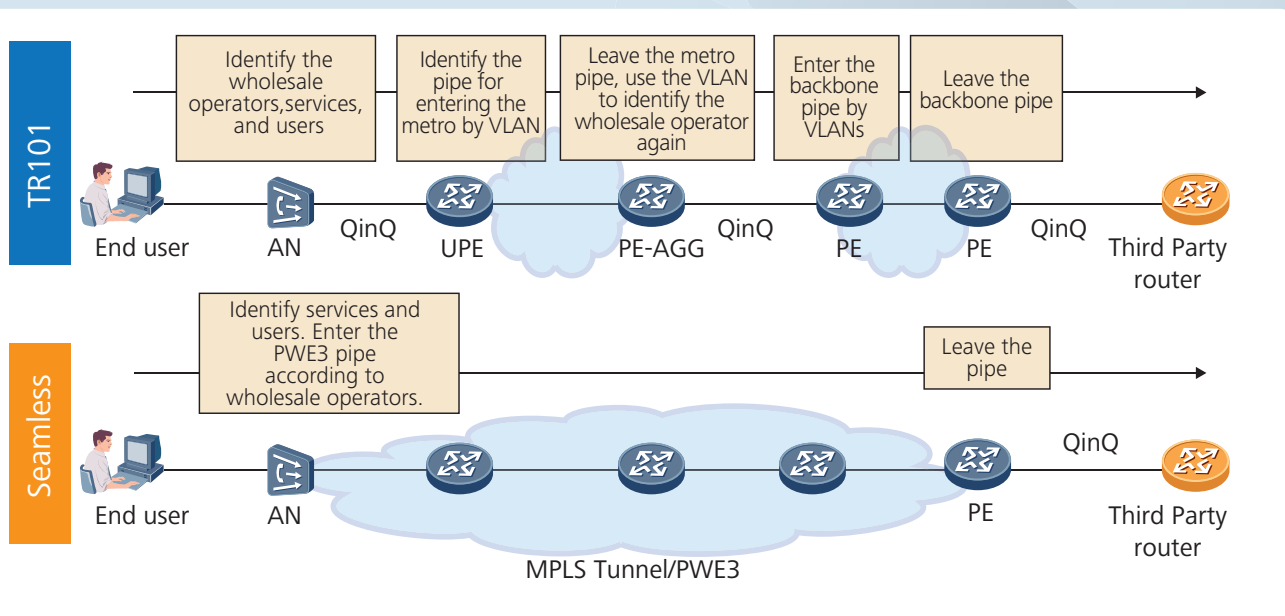 TR101
Identify the
wholesale
operators,services,
and users
Identify the
pipe for
entering the
metro by VLAN
Leave the metro
pipe, use the VLAN
to identify the
wholesale operator
again
Enter the
backbone
pipe by
VLANs
Leave the
backbone pipe
End user
AN
QinQ
UPE
PE-AGG
QinQ
PE
PE
QinQ
Third Party
router
Seamless
Identify services and
users. Enter the
PWE3 pipe
according to
wholesale operators.
Leave the
pipe
End user
AN
PE
QinQ
Third Party
router
MPLS Tunnel/PWE3